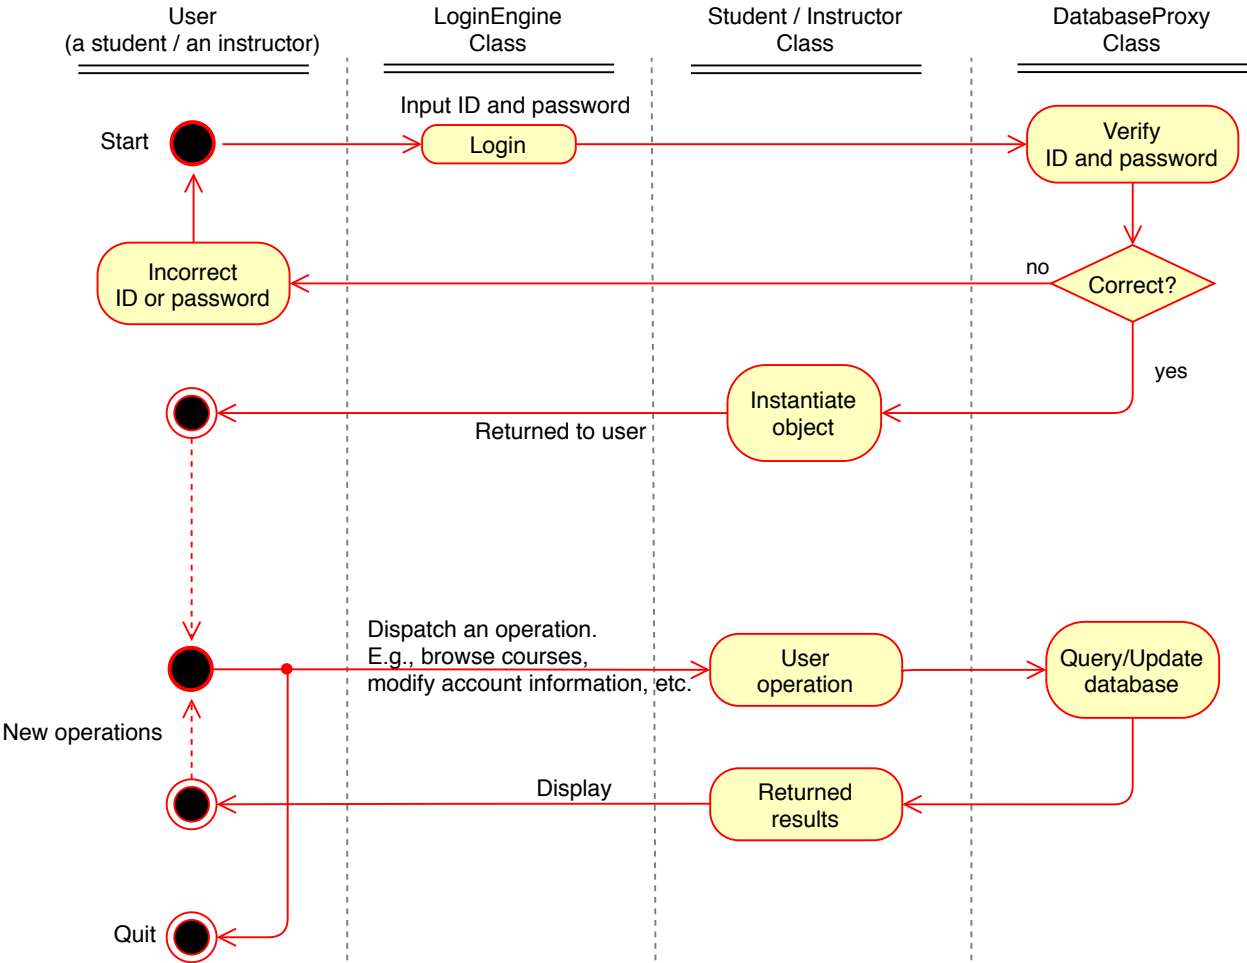 User
(a student / an instructor)
LoginEngine
Class
Student / Instructor
Class
DatabaseProxy
Class
Input ID and password
Start
Login
Verify
ID and password
Incorrect
ID or password
no
Correct?
yes
Instantiate
object
Returned to user
Dispatch an operation.
E.g., browse courses,
modify account information, etc.
User
operation
Query/Update
database
New operations
Display
Returned
results
Quit